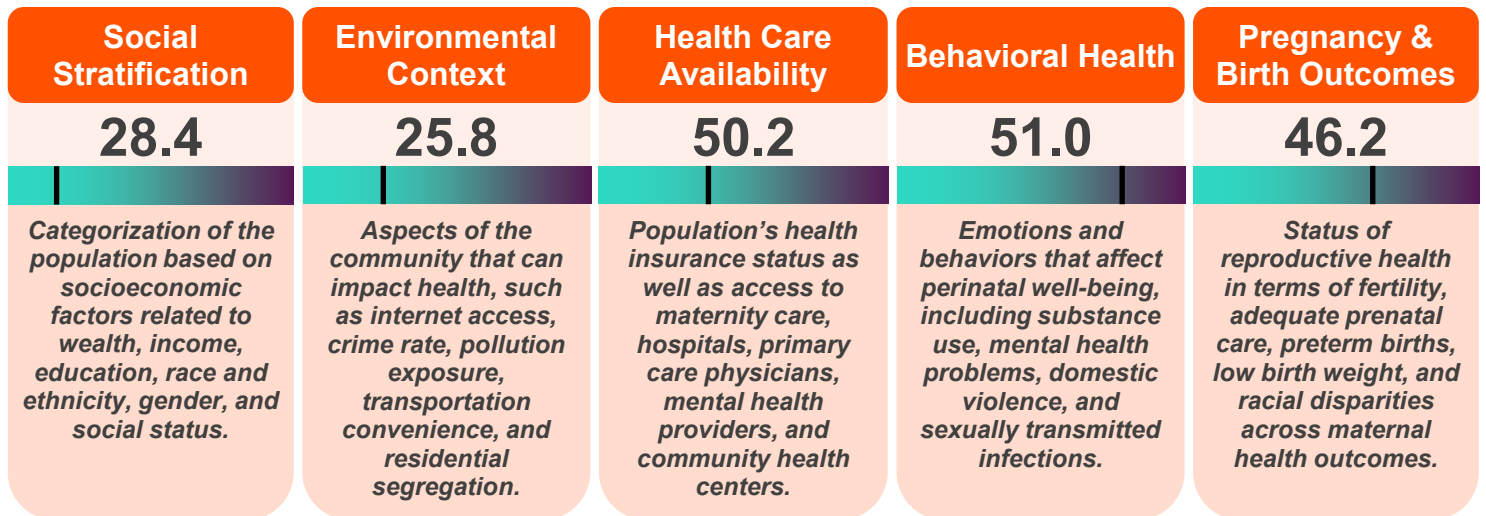 Social
Stratification
28.4
Categorization of the
population based on
socioeconomic
factors related to
wealth, income,
education, race and
ethnicity, gender, and
social status.
Environmental
Context
25.8
Aspects of the
community that can
impact health, such
as internet access,
crime rate, pollution
exposure,
transportation
convenience, and
residential
segregation.
Health Care
Availability
50.2
Population’s health
insurance status as
well as access to
maternity care,
hospitals, primary
care physicians,
mental health
providers, and
community health
centers.
Behavioral Health
51.0
Emotions and
behaviors that affect
perinatal well-being,
including substance
use, mental health
problems, domestic
violence, and
sexually transmitted
infections.
Pregnancy &
Birth Outcomes
46.2
Status of
reproductive health
in terms of fertility,
adequate prenatal
care, preterm births,
low birth weight, and
racial disparities
across maternal
health outcomes.